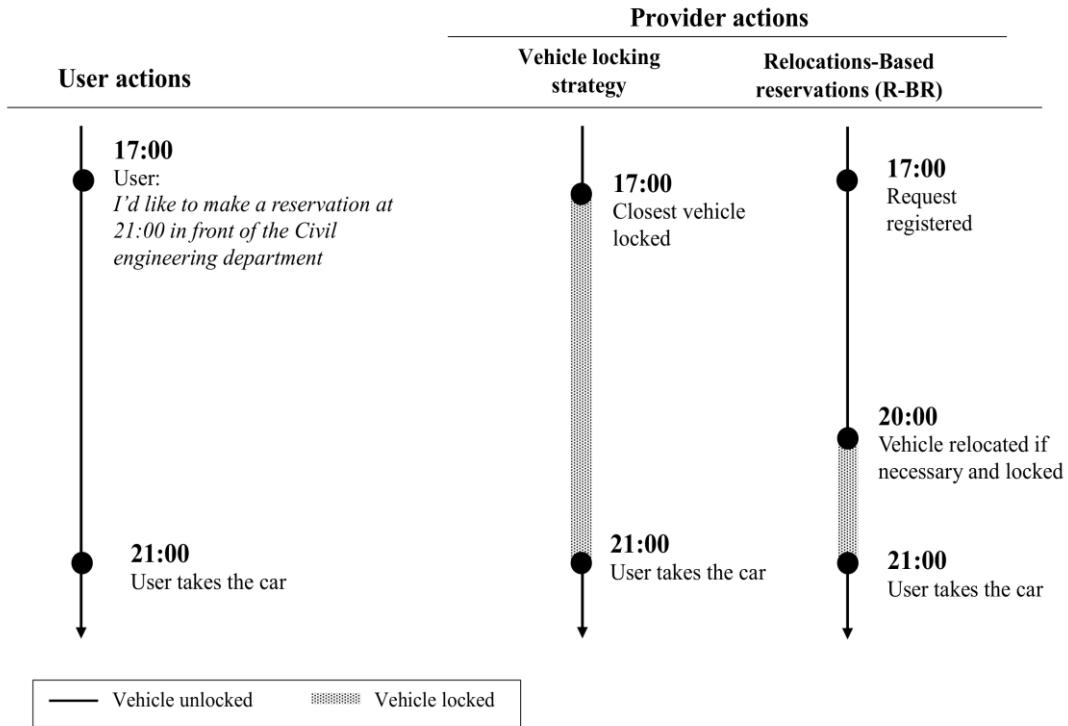 Provider actions
User actions
Vehicle locking
strategy
Relocations-Based
reservations (R-BR)
17:00
User:
I'd like to make a reservation at
21:00 in front of the Civil
engineering department
21:00
User takes the car
17:00
Closest vehicle
locked
21:00
User takes the car
17:00
Request
registered
20:00
Vehicle relocated if
necessary and locked
21:00
User takes the car
Vehicle unlocked
Vehicle locked